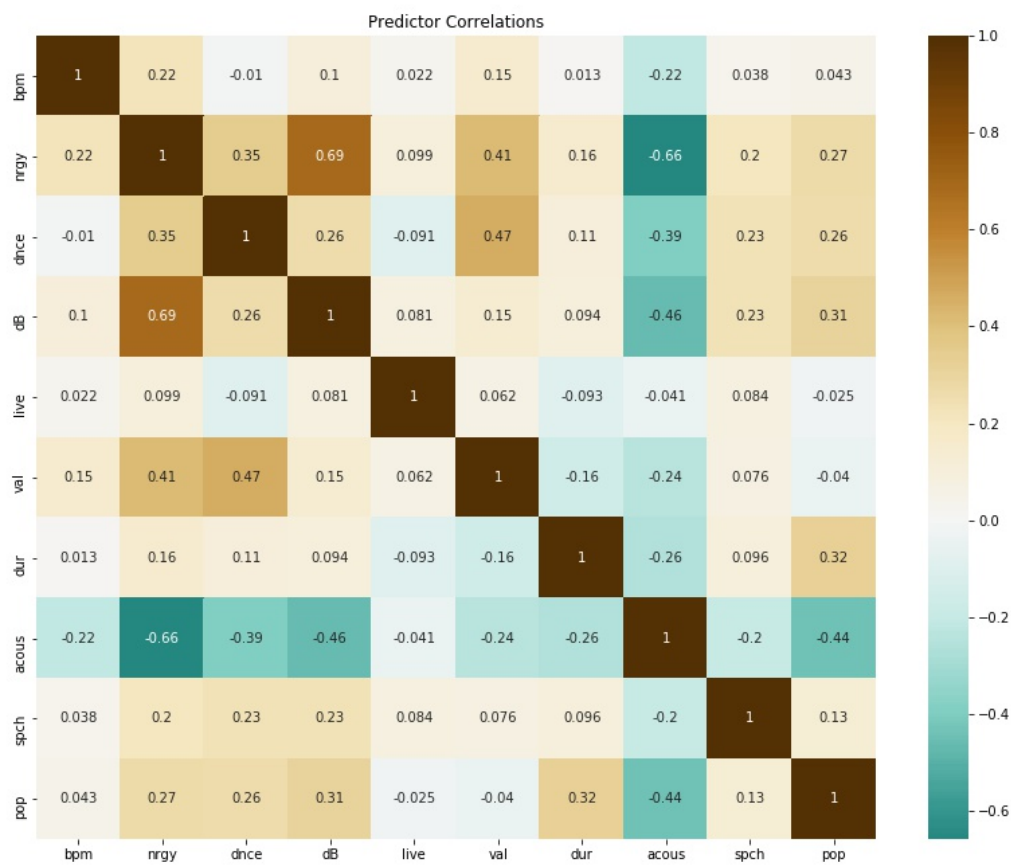 Predictor Correlations
bpm 1 0.22 -0.01 0.1 0.022 0.15 0.013 -0.22 0.038 0.043
nrgy 0.22 1 0.35 0.69 0.099 0.41 0.16 -0.66 0.2 0.27
dnce -0.01 0.35 1 0.26 -0.091 0.47 0.11 -0.39 0.23 0.26
dB 0.1 0.69 0.26 1 0.081 0.15 0.094 -0.46 0.23 0.31
live 0.022 0.099 -0.091 0.081 1 0.062 -0.093 -0.041 0.084 -0.025
val 0.15 0.41 0.47 0.15 0.062 1 -0.16 -0.24 0.076 -0.04
dur 0.013 0.16 0.11 0.094 -0.093 -0.16 1 -0.26 0.096 0.32
acous -0.22 -0.66 -0.39 -0.46 -0.041 -0.24 -0.26 1 -0.2 -0.44
spch 0.038 0.2 0.23 0.23 0.084 0.076 0.096 -0.2 1 0.13
pop 0.043 0.27 0.26 0.31 -0.025 -0.04 0.32 -0.44 0.13 1
bpm nrgy dnce dB live val dur acous spch pop
1.0
0.8
0.6
0.4
0.2
0.0
−0.2
−0.4
−0.6